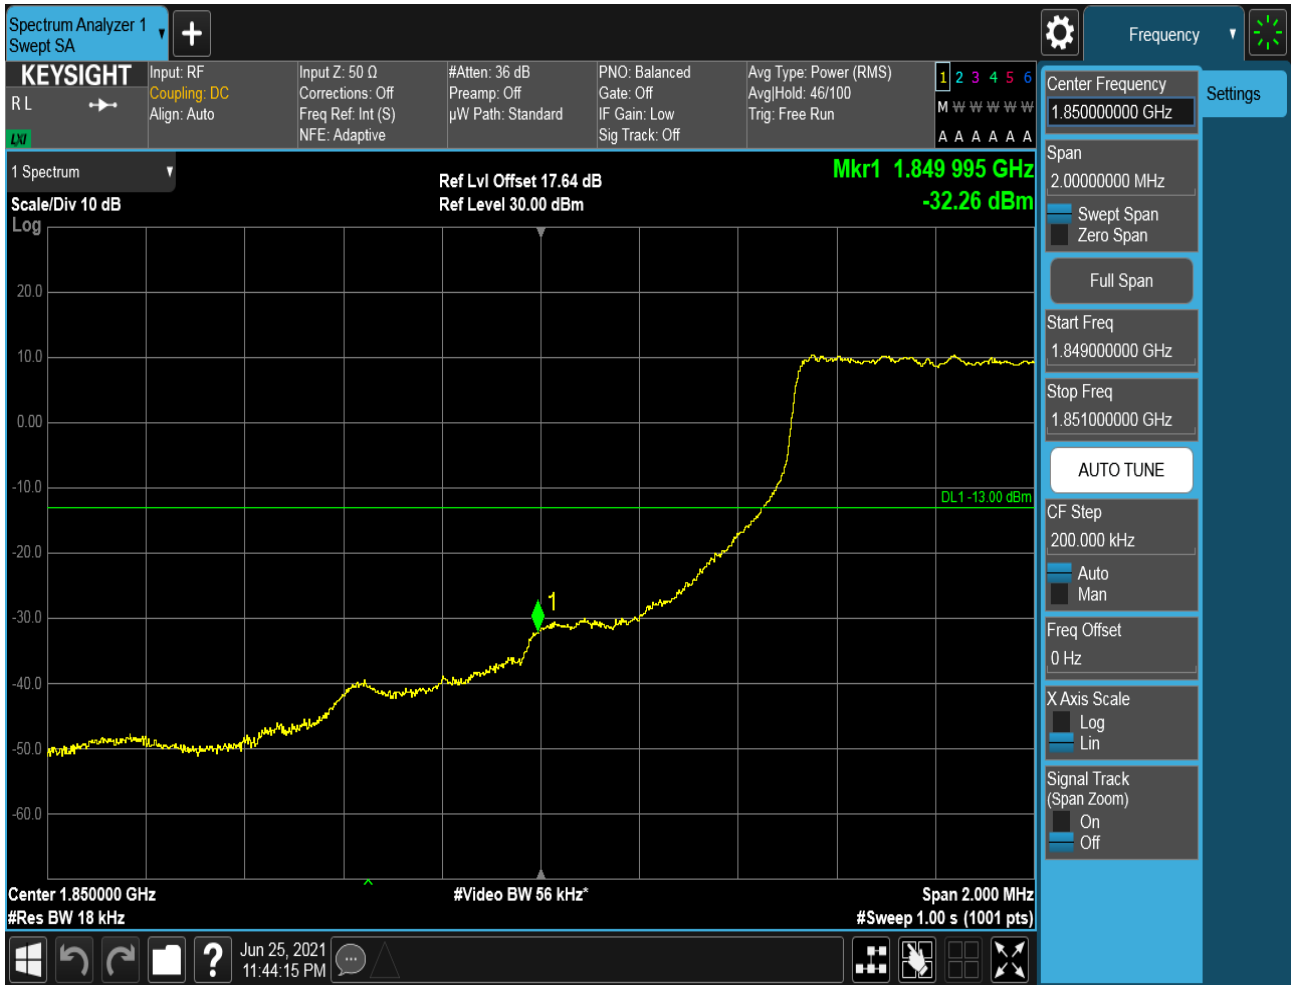 Spectrum Analyzer 1
Swept SA
+
Frequency
KEYSIGHT
R L
LXI
Input: RF
Coupling: DC
Align: Auto
Input Z: 50 Ω
Corrections: Off
Freq Ref: Int (S)
NFE: Adaptive
#Atten: 36 dB
Preamp: Off
µW Path: Standard
PNO: Balanced
Gate: Off
IF Gain: Low
Sig Track: Off
Avg Type: Power (RMS)
Avg|Hold: 46/100
Trig: Free Run
1 2 3 4 5 6
M W W W W W
A A A A A A
1 Spectrum
Scale/Div 10 dB
Log
Ref Lvl Offset 17.64 dB
Ref Level 30.00 dBm
Mkr1 1.849 995 GHz
-32.26 dBm
20.0
10.0
0.00
-10.0
-20.0
-30.0
-40.0
-50.0
-60.0
DL1 -13.00 dBm
1
Center 1.850000 GHz
#Res BW 18 kHz
#Video BW 56 kHz*
Span 2.000 MHz
#Sweep 1.00 s (1001 pts)
Center Frequency
1.850000000 GHz
Settings
Span
2.00000000 MHz
Swept Span
Zero Span
Full Span
Start Freq
1.849000000 GHz
Stop Freq
1.851000000 GHz
AUTO TUNE
CF Step
200.000 kHz
Auto
Man
Freq Offset
0 Hz
X Axis Scale
Log
Lin
Signal Track
(Span Zoom)
On
Off
?
Jun 25, 2021
11:44:15 PM